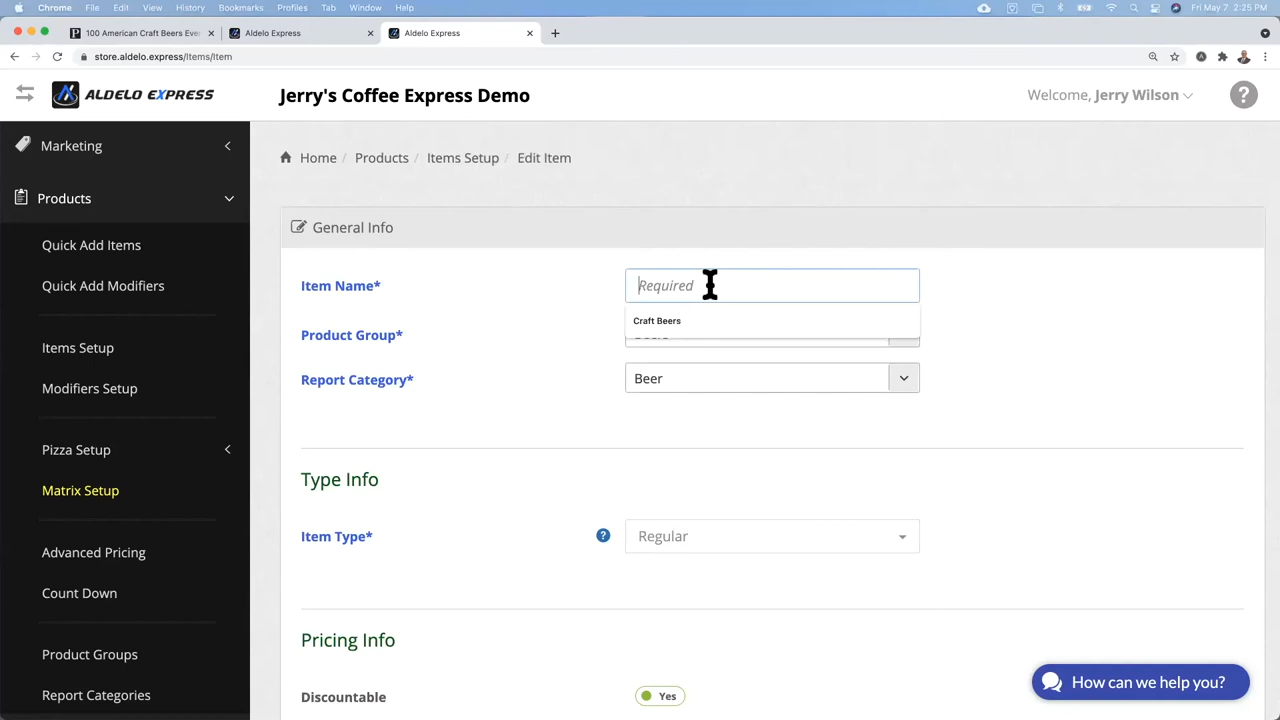 Chrome File Edit View History Bookmarks Profiles Tab Window Help
Fri May 7 2:25 PM
100 American Craft Beers Eve
Aldelo Express
Aldelo Express
store.aldelo.express/Items/Item
ALDELO EXPRESS
Jerry's Coffee Express Demo
Welcome, Jerry Wilson
?
Marketing
Products
Quick Add Items
Quick Add Modifiers
Items Setup
Modifiers Setup
Pizza Setup
Matrix Setup
Advanced Pricing
Count Down
Product Groups
Report Categories
Home / Products / Items Setup / Edit Item
General Info
Item Name* Required
Craft Beers
Product Group*
Report Category* Beer
Type Info
Item Type* ? Regular
Pricing Info
Discountable Yes
How can we help you?